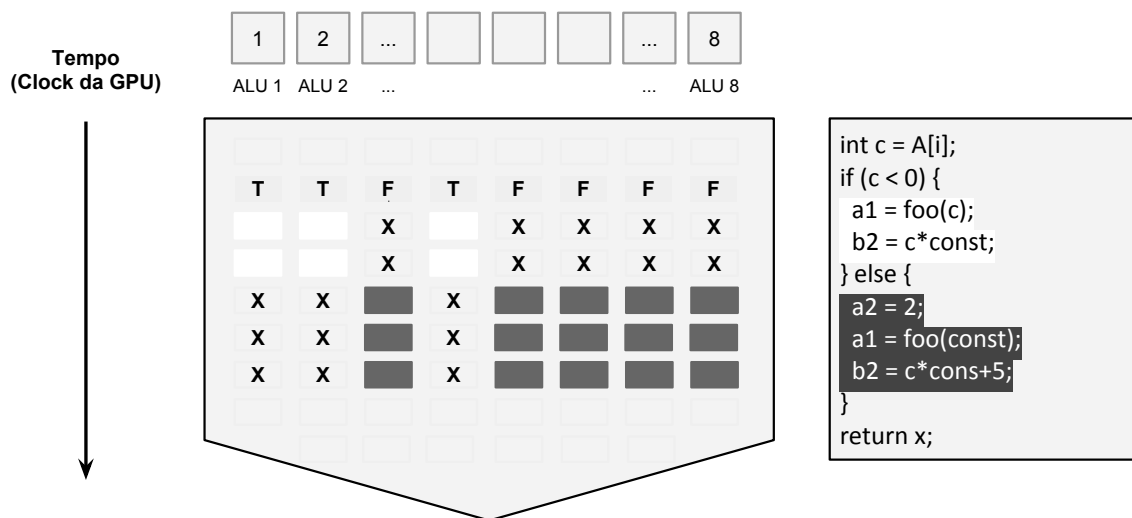 1 2 ... ... 8
Tempo
(Clock da GPU)
ALU 1 ALU 2 ... ... ALU 8
T T F T F F F F
X X X X X
X X X X X
X X X
X X X
X X X
int c = A[i];
if (c < 0) {
a1 = foo(c);
b2 = c*const;
} else {
a2 = 2;
a1 = foo(const);
b2 = c*cons+5;
}
return x;